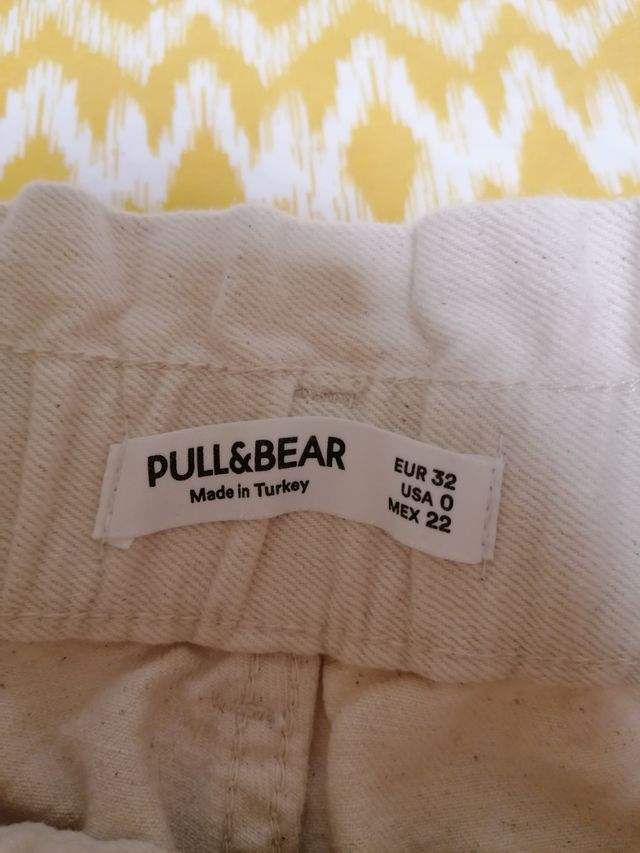 PULL&BEAR
Made in Turkey
EUR 32
USA 0
MEX 22